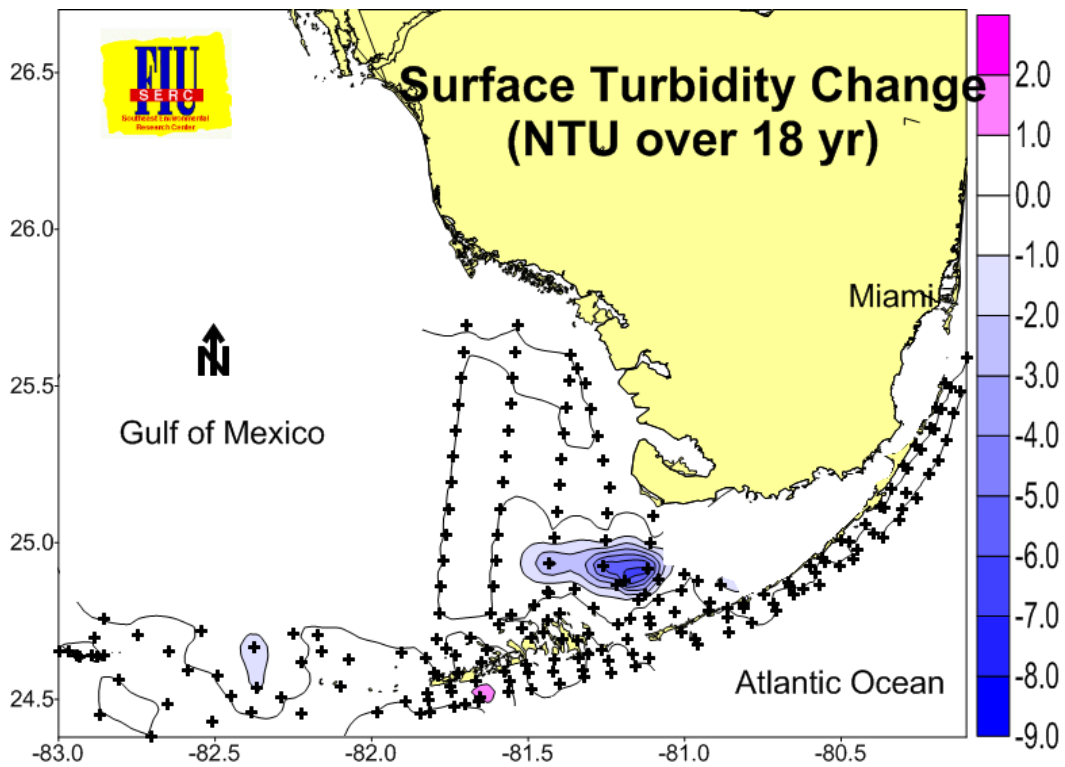 FIU
SERC
Southeast Environmental
Research Center
Surface Turbidity Change
(NTU over 18 yr)
26.5
26.0
25.5
25.0
24.5
-83.0
-82.5
-82.0
-81.5
-81.0
-80.5
Miami
N
Gulf of Mexico
Atlantic Ocean
2.0
1.0
0.0
-1.0
-2.0
-3.0
-4.0
-5.0
-6.0
-7.0
-8.0
-9.0